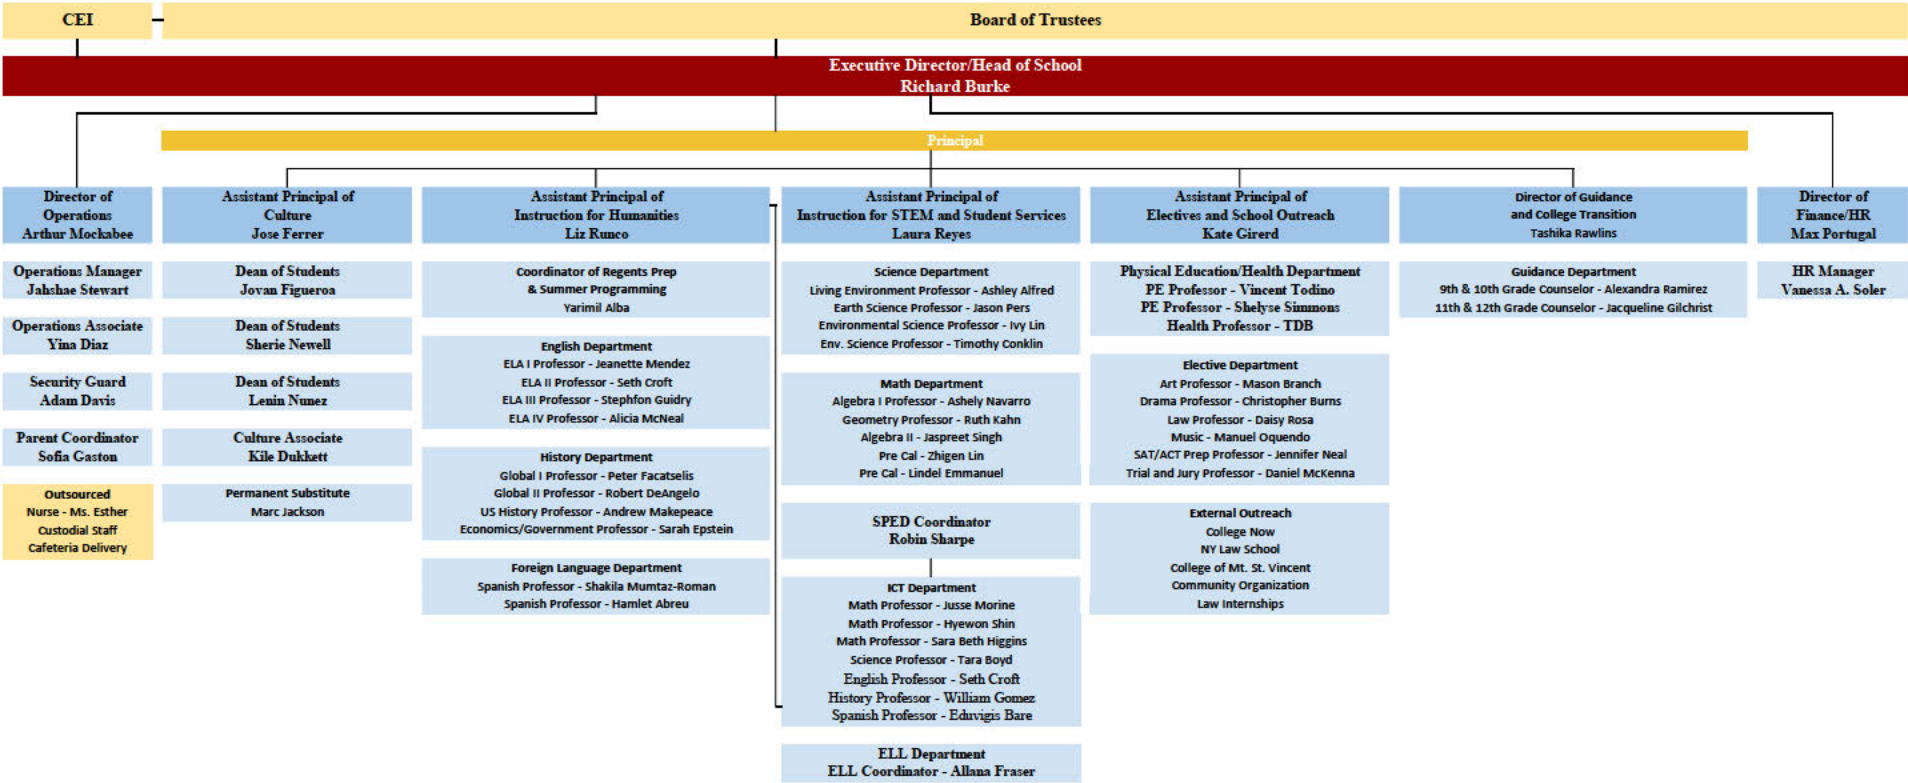 CEI
Board of Trustees
Executive Director/Head of School
Richard Burke
Principal
Director of
Operations
Arthur Mockabee
Operations Manager
Jahshae Stewart
Operations Associate
Yina Diaz
Security Guard
Adam Davis
Parent Coordinator
Sofia Gaston
Outsourced
Nurse - Ms. Esther
Custodial Staff
Cafeteria Delivery
Assistant Principal of
Culture
Jose Ferrer
Dean of Students
Jovan Figueroa
Dean of Students
Sherie Newell
Dean of Students
Lenin Nunez
Culture Associate
Kile Dukkett
Permanent Substitute
Marc Jackson
Assistant Principal of
Instruction for Humanities
Liz Runco
Coordinator of Regents Prep
& Summer Programming
Yarimil Alba
English Department
ELA I Professor - Jeanette Mendez
ELA II Professor - Seth Croft
ELA III Professor - Stephfon Guidry
ELA IV Professor - Alicia McNeal
History Department
Global I Professor - Peter Facatselis
Global II Professor - Robert DeAngelo
US History Professor - Andrew Makepeace
Economics/Government Professor - Sarah Epstein
Foreign Language Department
Spanish Professor - Shakila Mumtaz-Roman
Spanish Professor - Hamlet Abreu
Assistant Principal of
Instruction for STEM and Student Services
Laura Reyes
Science Department
Living Environment Professor - Ashley Alfred
Earth Science Professor - Jason Pers
Environmental Science Professor - Ivy Lin
Env. Science Professor - Timothy Conklin
Math Department
Algebra I Professor - Ashely Navarro
Geometry Professor - Ruth Kahn
Algebra II - Jaspreet Singh
Pre Cal - Zhigen Lin
Pre Cal - Lindel Emmanuel
SPED Coordinator
Robin Sharpe
ICT Department
Math Professor - Jusse Morine
Math Professor - Hyewon Shin
Math Professor - Sara Beth Higgins
Science Professor - Tara Boyd
English Professor - Seth Croft
History Professor - William Gomez
Spanish Professor - Eduvigis Bare
ELL Department
ELL Coordinator - Allana Fraser
Assistant Principal of
Electives and School Outreach
Kate Girerd
Physical Education/Health Department
PE Professor - Vincent Todino
PE Professor - Shelyse Simmons
Health Professor - TDB
Elective Department
Art Professor - Mason Branch
Drama Professor - Christopher Burns
Law Professor - Daisy Rosa
Music - Manuel Oquendo
SAT/ACT Prep Professor - Jennifer Neal
Trial and Jury Professor - Daniel McKenna
External Outreach
College Now
NY Law School
College of Mt. St. Vincent
Community Organization
Law Internships
Director of Guidance
and College Transition
Tashika Rawlins
Guidance Department
9th & 10th Grade Counselor - Alexandra Ramirez
11th & 12th Grade Counselor - Jacqueline Gilchrist
Director of
Finance/HR
Max Portugal
HR Manager
Vanessa A. Soler